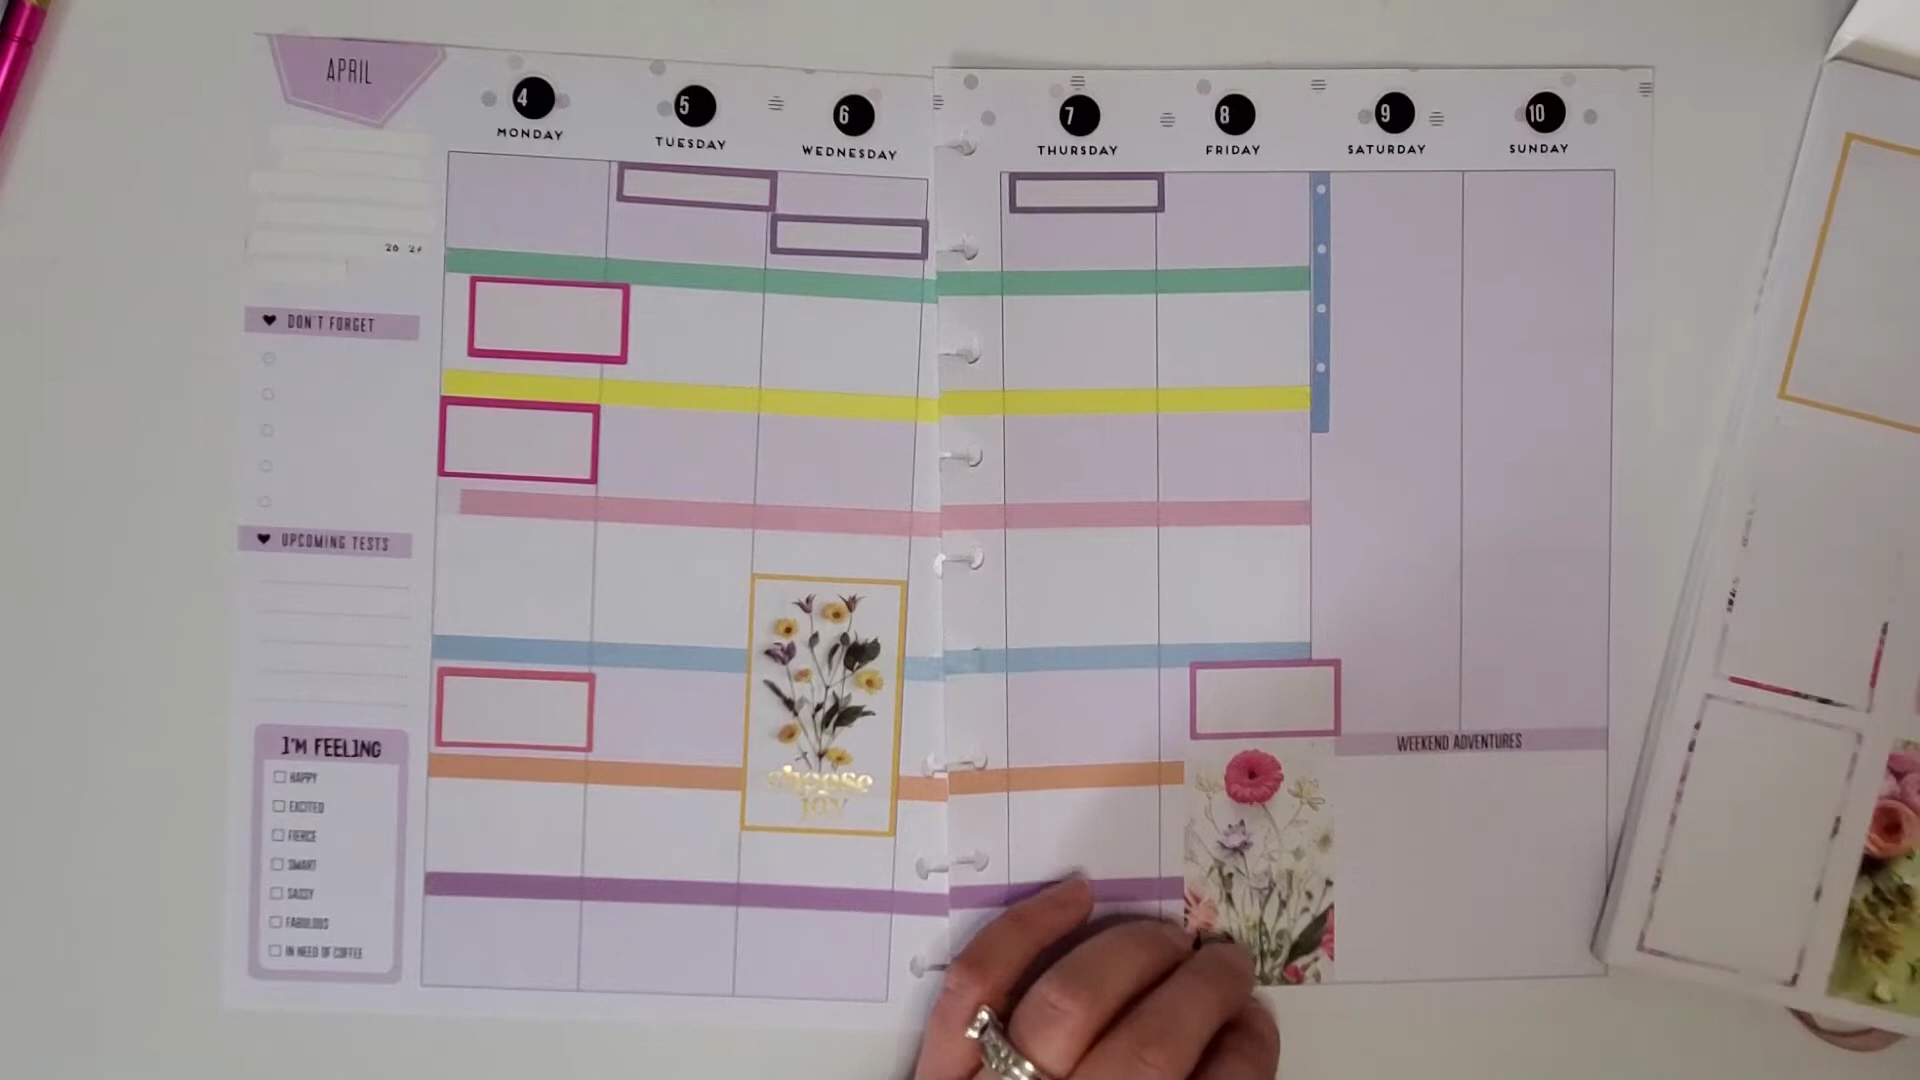 APRIL
4
MONDAY
5
TUESDAY
6
WEDNESDAY
7
THURSDAY
8
FRIDAY
9
SATURDAY
10
SUNDAY
DON'T FORGET
UPCOMING TESTS
I'M FEELING
HAPPY
EXCITED
FIERCE
SMART
SASSY
FABULOUS
IN NEED OF COFFEE
choose
joy
WEEKEND ADVENTURES